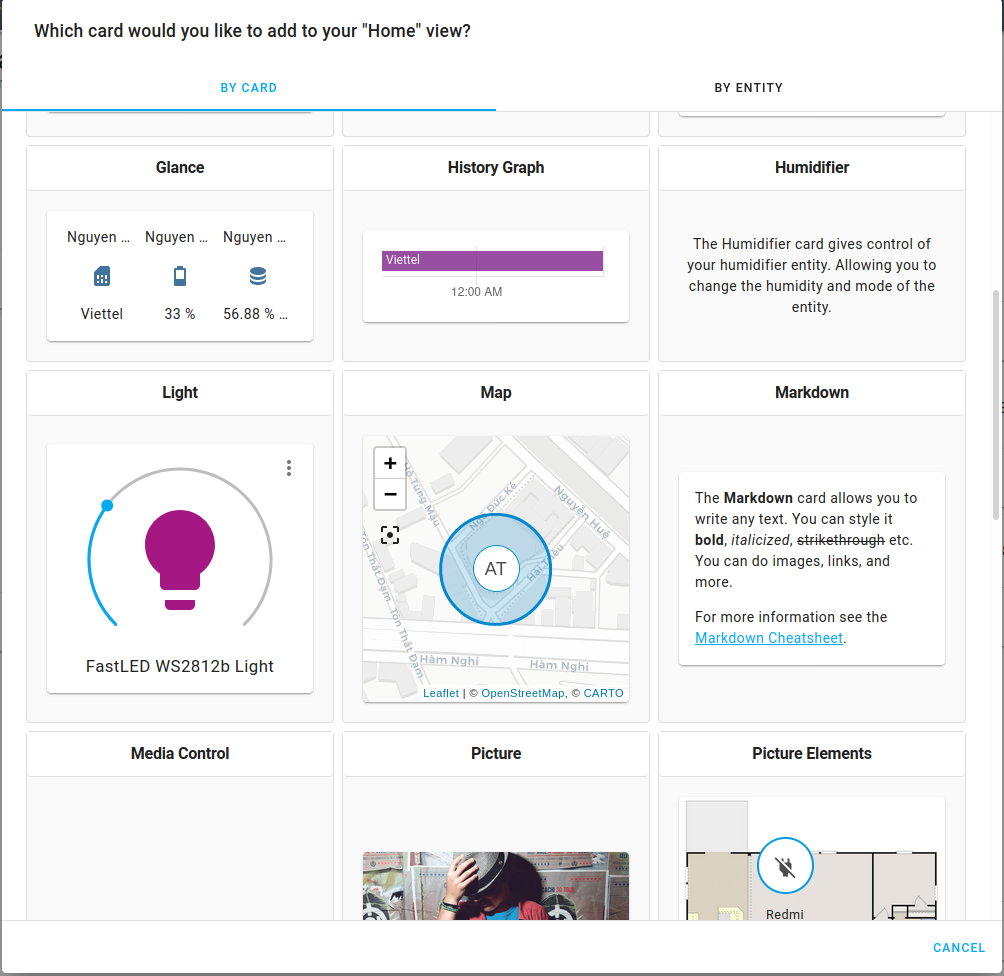 Which card would you like to add to your "Home" view?
BY CARD
BY ENTITY
Glance
Nguyen ...
Nguyen ...
Nguyen ...
Viettel
33 %
56.88 % ...
History Graph
Viettel
12:00 AM
Humidifier
The Humidifier card gives control of
your humidifier entity. Allowing you to
change the humidity and mode of the
entity.
Light
FastLED WS2812b Light
Map
+
−
Hồ Tùng Mậu
Ngô Đức Kế
Nguyễn Huệ
Hải Triều
Tôn Thất Đạm
Tôn Thất Đạm
AT
Hàm Nghi
Hàm Nghi
Leaflet | © OpenStreetMap, © CARTO
Markdown
The Markdown card allows you to
write any text. You can style it
bold, italicized, strikethrough etc.
You can do images, links, and
more.
For more information see the
Markdown Cheatsheet.
Media Control
Picture
Picture Elements
Redmi
CANCEL